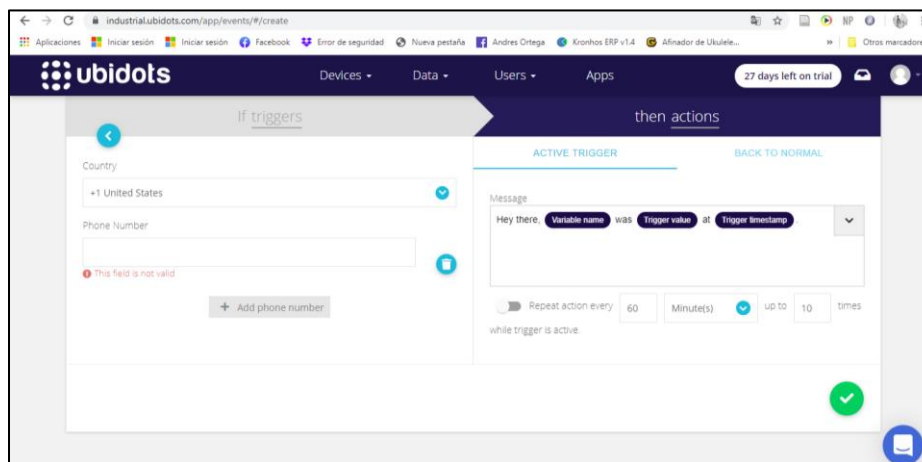 industrial.ubidots.com/app/events/#/create
NP
Aplicaciones Iniciar sesión Iniciar sesión Facebook Error de seguridad Nueva pestaña Andres Ortega Kronhos ERP v1.4 Afinador de Ukulele... » Otros marcadores
ubidots Devices Data Users Apps 27 days left on trial
If triggers then actions
ACTIVE TRIGGER BACK TO NORMAL
Country
+1 United States
Phone Number
This field is not valid
+ Add phone number
Message
Hey there, Variable name was Trigger value at Trigger timestamp
Repeat action every 60 Minute(s) up to 10 times
while trigger is active